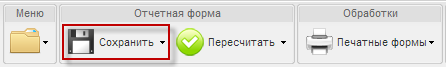 Меню
Отчетная форма
Обработки
Сохранить
Пересчитать
Печатные формы